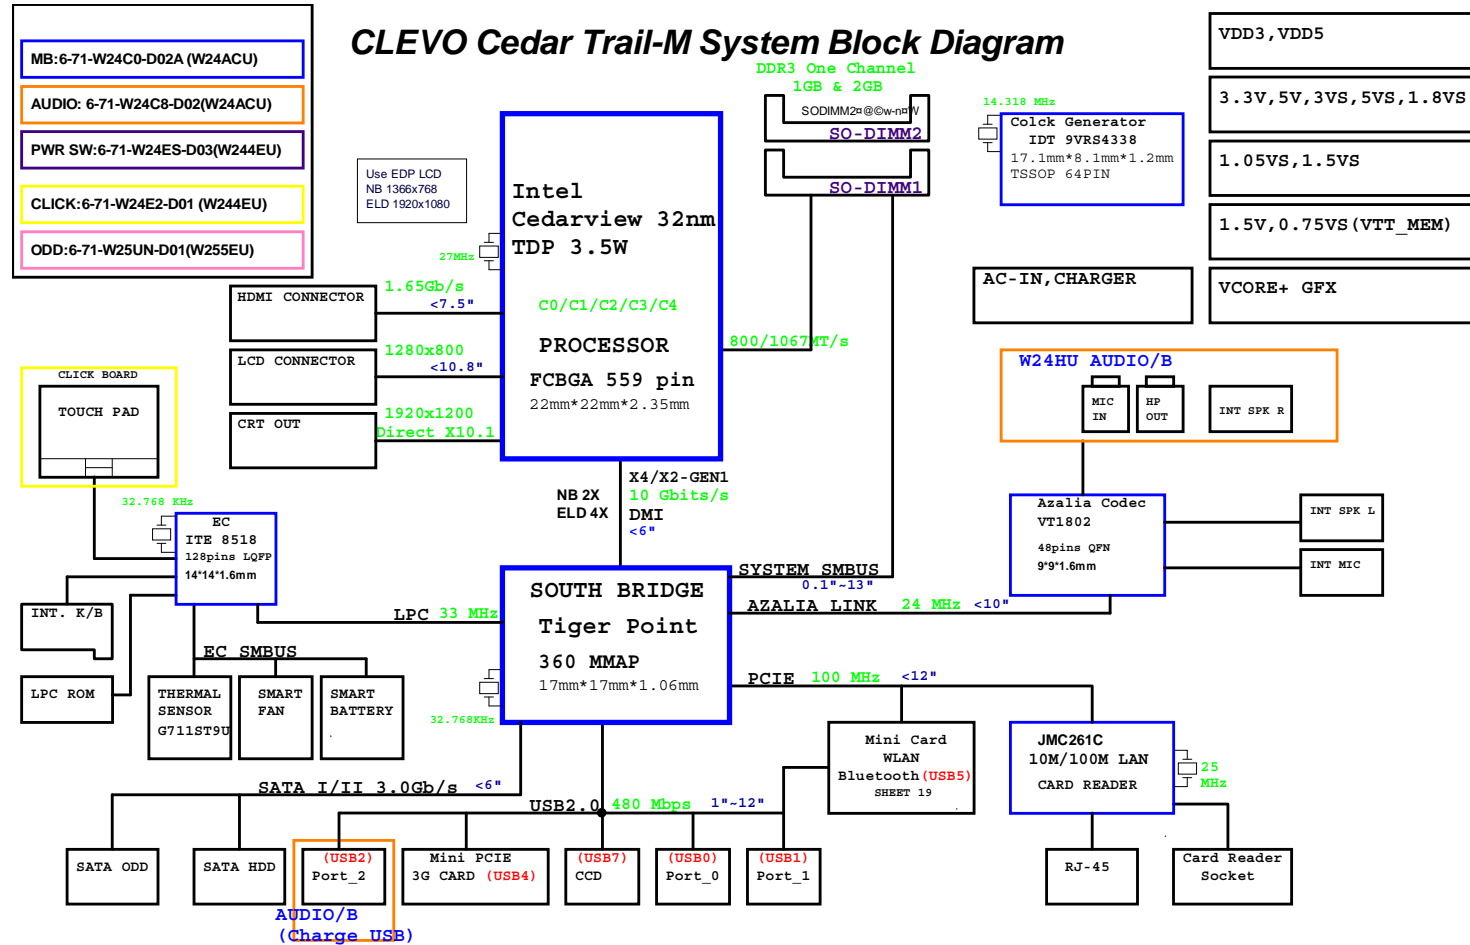 CLEVO Cedar Trail-M System Block Diagram
MB:6-71-W24C0-D02A (W24ACU)
AUDIO: 6-71-W24C8-D02(W24ACU)
PWR SW:6-71-W24ES-D03(W244EU)
CLICK:6-71-W24E2-D01 (W244EU)
ODD:6-71-W25UN-D01(W255EU)
VDD3,VDD5
3.3V,5V,3VS,5VS,1.8VS
1.05VS,1.5VS
1.5V,0.75VS(VTT_MEM)
VCORE+ GFX
AC-IN,CHARGER
DDR3 One Channel
1GB & 2GB
SODIMM2¤@©w-n¤W
SO-DIMM2
SO-DIMM1
14.318 MHz
Colck Generator
IDT 9VRS4338
17.1mm*8.1mm*1.2mm
TSSOP 64PIN
Use EDP LCD
NB 1366x768
ELD 1920x1080
27MHz
Intel
Cedarview 32nm
TDP 3.5W
C0/C1/C2/C3/C4
PROCESSOR
FCBGA 559 pin
22mm*22mm*2.35mm
800/1067MT/s
HDMI CONNECTOR
1.65Gb/s
<7.5"
LCD CONNECTOR
1280x800
<10.8"
CRT OUT
1920x1200
Direct X10.1
CLICK BOARD
TOUCH PAD
W24HU AUDIO/B
MIC
IN
HP
OUT
INT SPK R
X4/X2-GEN1
10 Gbits/s
DMI
<6"
NB 2X
ELD 4X
32.768 KHz
EC
ITE 8518
128pins LQFP
14*14*1.6mm
Azalia Codec
VT1802
48pins QFN
9*9*1.6mm
INT SPK L
INT MIC
INT. K/B
LPC ROM
LPC 33 MHz
EC SMBUS
THERMAL
SENSOR
G711ST9U
SMART
FAN
SMART
BATTERY
SOUTH BRIDGE
Tiger Point
360 MMAP
17mm*17mm*1.06mm
32.768KHz
SYSTEM SMBUS
0.1"~13"
AZALIA LINK 24 MHz <10"
PCIE 100 MHz <12"
Mini Card
WLAN
Bluetooth(USB5)
SHEET 19
JMC261C
10M/100M LAN
CARD READER
25
MHz
SATA I/II 3.0Gb/s <6"
USB2.0 480 Mbps 1"~12"
SATA ODD
SATA HDD
(USB2)
Port_2
AUDIO/B
(Charge USB)
Mini PCIE
3G CARD (USB4)
(USB7)
CCD
(USB0)
Port_0
(USB1)
Port_1
RJ-45
Card Reader
Socket